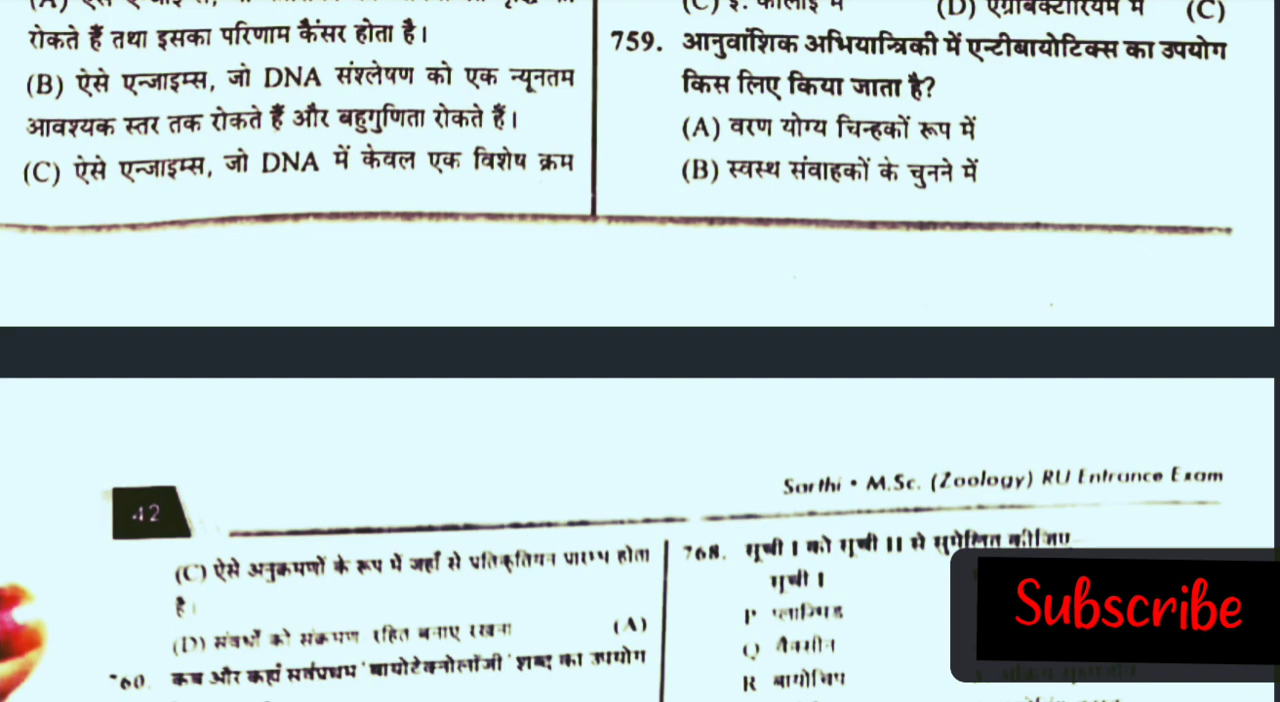 रोकते हैं तथा इसका परिणाम कैंसर होता है।
(B) ऐसे एन्जाइम्स, जो DNA संश्लेषण को एक न्यूनतम
आवश्यक स्तर तक रोकते हैं और बहुगुणिता रोकते हैं।
(C) ऐसे एन्जाइम्स, जो DNA में केवल एक विशेष क्रम
(C) ई. कोलाई में (D) एग्रोबैक्टीरियम में (C)
759. आनुवांशिक अभियान्त्रिकी में एन्टीबायोटिक्स का उपयोग
किस लिए किया जाता है?
(A) वरण योग्य चिन्हकों रूप में
(B) स्वस्थ संवाहकों के चुनने में
42
Sarthi • M.Sc. (Zoology) RU Entrance Exam
(C) ऐसे अनुक्रमणों के रूप में जहाँ से प्रतिकृतियन प्रारम्भ होता
है।
(D) संवर्धों को संक्रमण रहित बनाए रखना (A)
60. कब और कहां सर्वप्रथम 'बायोटेक्नोलॉजी' शब्द का उपयोग
768. सूची I को सूची II से सुमेलित कीजिए
सूची I
P प्लाज्मिड
Q वैक्सीन
R बायोचिप
Subscribe